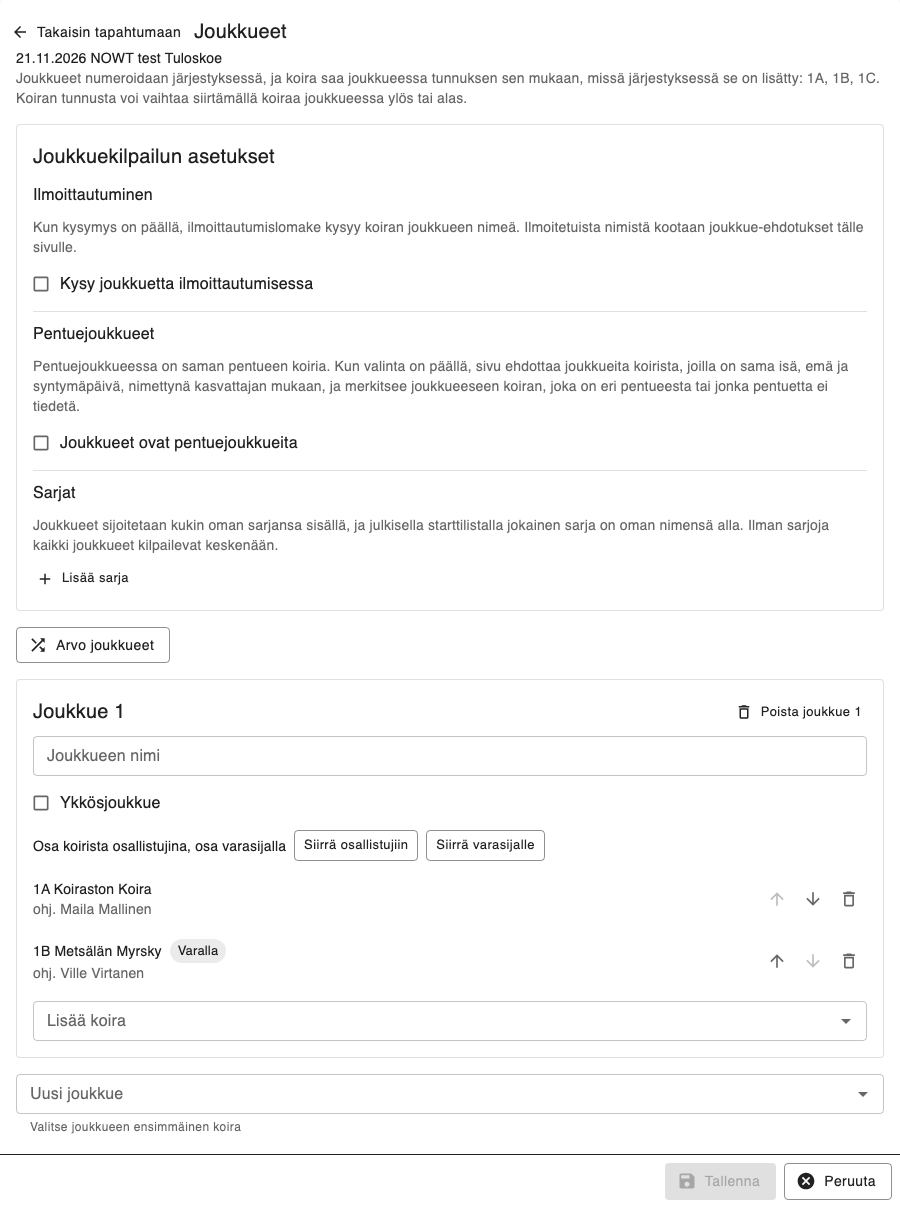 Takaisin tapahtumaan Joukkueet
21.11.2026 NOWT test Tuloskoe
Joukkueet numeroidaan järjestyksessä, ja koira saa joukkueessa tunnuksen sen mukaan, missä järjestyksessä se on lisätty: 1A, 1B, 1C.
Koiran tunnusta voi vaihtaa siirtämällä koiraa joukkueessa ylös tai alas.
Joukkuekilpailun asetukset
Ilmoittautuminen
Kun kysymys on päällä, ilmoittautumislomake kysyy koiran joukkueen nimeä. Ilmoitetuista nimistä kootaan joukkue-ehdotukset tälle
sivulle.
Kysy joukkuetta ilmoittautumisessa
Pentuejoukkueet
Pentuejoukkueessa on saman pentueen koiria. Kun valinta on päällä, sivu ehdottaa joukkueita koirista, joilla on sama isä, emä ja
syntymäpäivä, nimettynä kasvattajan mukaan, ja merkitsee joukkueeseen koiran, joka on eri pentueesta tai jonka pentuetta ei
tiedetä.
Joukkueet ovat pentuejoukkueita
Sarjat
Joukkueet sijoitetaan kukin oman sarjansa sisällä, ja julkisella starttilistalla jokainen sarja on oman nimensä alla. Ilman sarjoja
kaikki joukkueet kilpailevat keskenään.
Lisää sarja
Arvo joukkueet
Joukkue 1
Poista joukkue 1
Joukkueen nimi
Ykkösjoukkue
Osa koirista osallistujina, osa varasijalla Siirrä osallistujiin Siirrä varasijalle
1A Koiraston Koira
ohj. Maila Mallinen
1B Metsälän Myrsky Varalla
ohj. Ville Virtanen
Lisää koira
Uusi joukkue
Valitse joukkueen ensimmäinen koira
Tallenna Peruuta